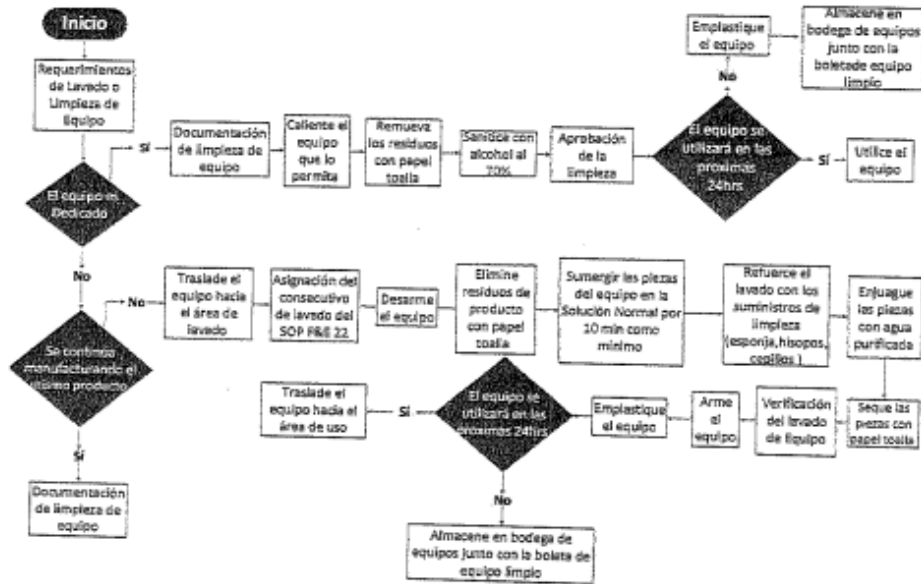 Inicio
Requerimientos
de Lavado o
Limpieza de
Equipo
El equipo es
Dedicado
Sí
Documentación
de limpieza de
equipo
Caliente el
equipo
que lo
permita
Remueva
los residuos
con papel
toalla
Sanitice con
alcohol al
70%
Aprobación
de la
limpieza
El equipo se
utilizará en las
proximas
24hrs
No
Emplastique
el equipo
Almacene en
bodega de equipos
junto con la
boletade equipo
limpio
Sí
Utilice el
equipo
No
Se continua
manufacturando el
mismo producto
No
Traslade el
equipo hacia
el área de
lavado
Asignación del
consecutivo
de lavado del
SOP P&E 22
Desarme
el equipo
Elimine
residuos de
producto
con papel
toalla
Sumergir les piezas
del equipo en la
Solución Normal por
10 min como
mínimo
Refuerce el
lavado con los
suministros de
limpieza
(esponja,hisopos,
cepillos )
Enjuague
las piezas
con agua
purificada
Seque las
piezas con
papel toalla
Verificación
del lavado
de Equipo
Arme
el
equipo
Emplastique
el equipo
El equipo se
utilizará en las
proximas 24hrs
Sí
Traslade el
equipo hacia el
área de uso
No
Almacene en bodega de
equipos junto con la boleta de
equipo limpio
Sí
Documentación
de limpieza de
equipo